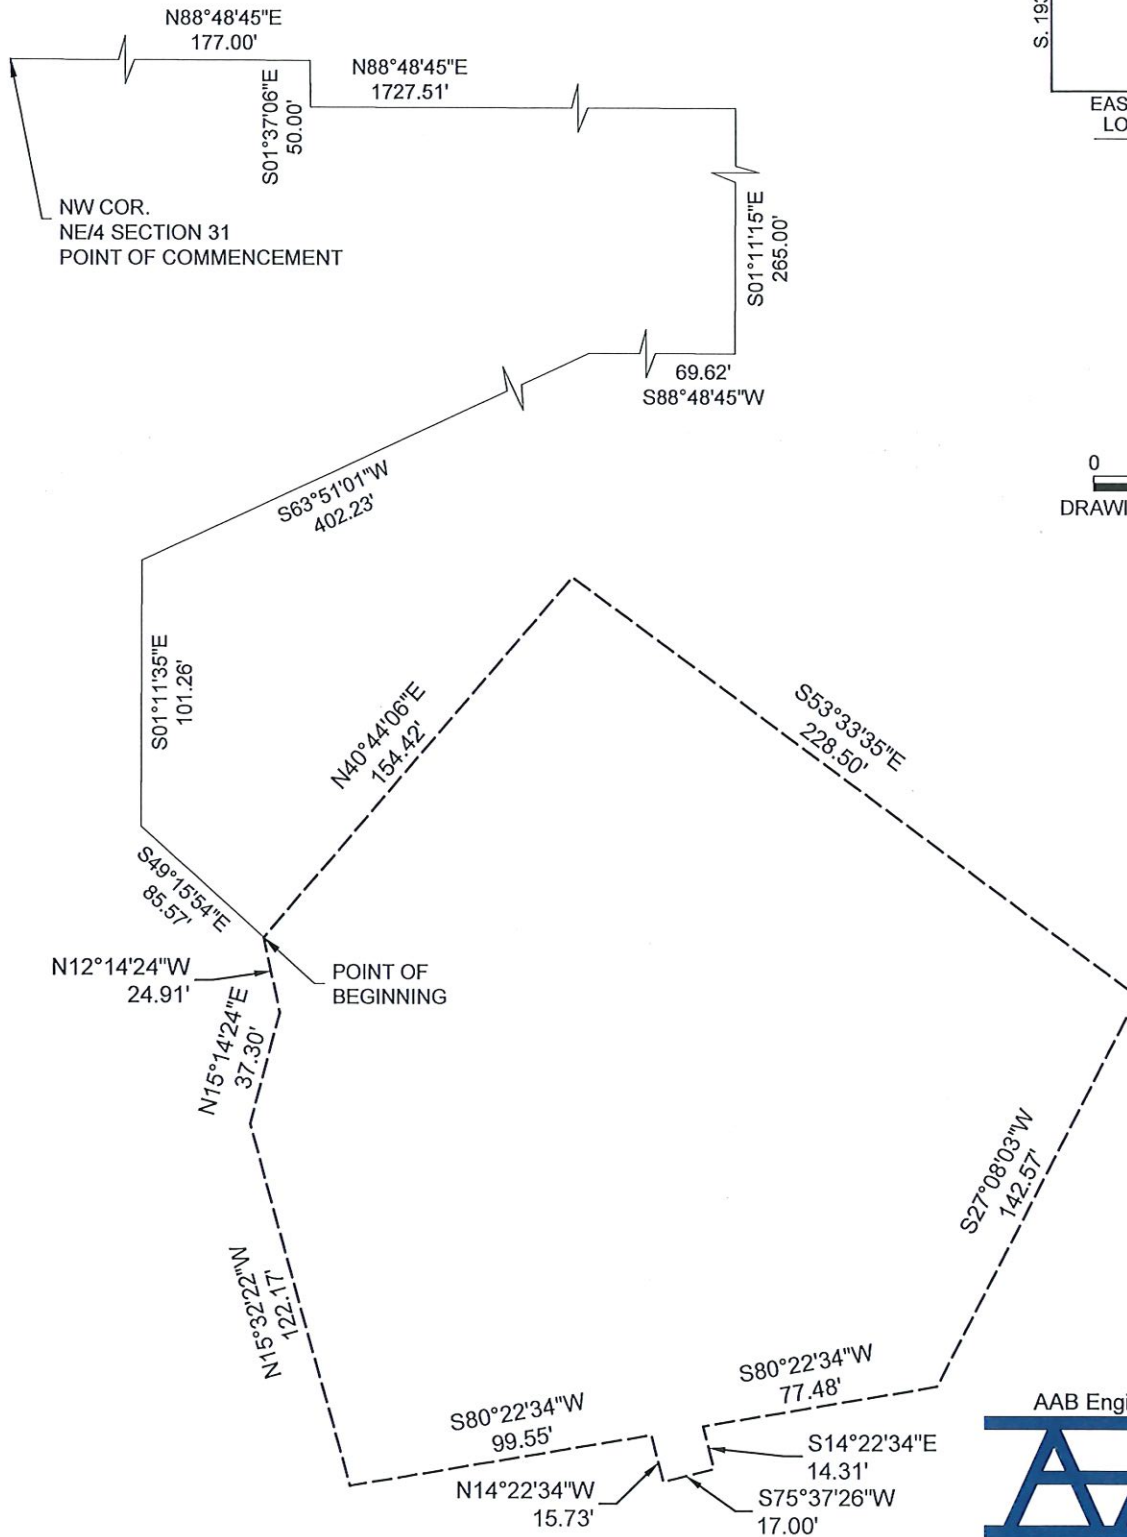 N88°48'45"E
177.00'
S. 193
N88°48'45"E
1727.51'
S01°37'06"E
50.00'
EAS
LO
NW COR.
NE/4 SECTION 31
POINT OF COMMENCEMENT
S01°11'15"E
265.00'
69.62'
S88°48'45"W
0
DRAWI
S63°51'01"W
402.23'
S01°11'35"E
101.26'
N40°44'06"E
154.42'
S53°33'35"E
228.50'
S49°15'54"E
85.57'
N12°14'24"W
24.91'
POINT OF
BEGINNING
N15°14'24"E
37.30'
S27°08'03"W
142.57'
N15°32'22"W
122.17'
S80°22'34"W
77.48'
S80°22'34"W
99.55'
AAB Engi
S14°22'34"E
14.31'
N14°22'34"W
15.73'
S75°37'26"W
17.00'